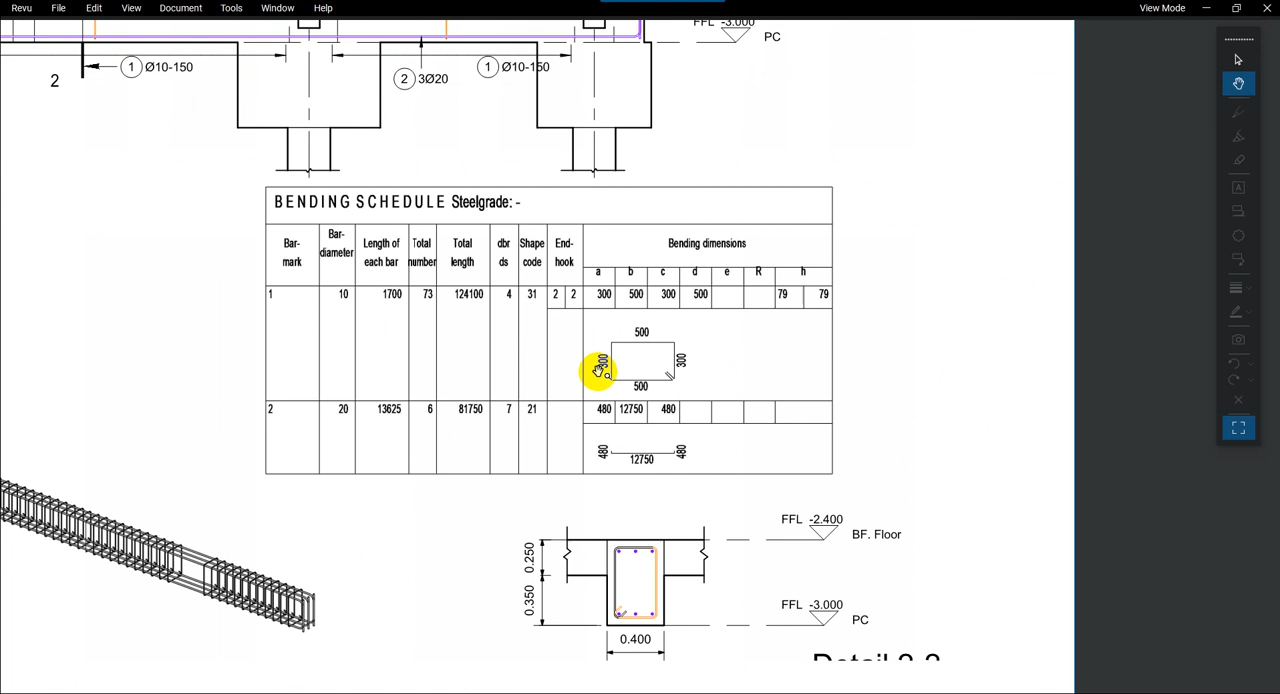 Revu File Edit View Document Tools Window Help View Mode
FFL -3.000
PC
1 Ø10-150 1 Ø10-150
2 2 3Ø20
BENDING SCHEDULE Steelgrade: -
Bar-mark Bar-diameter Length of each bar Total number Total length dbr ds Shape code End-hook Bending dimensions
a b c d e R h
1 10 1700 73 124100 4 31 2 2 300 500 300 500 79 79
500
300 300
500
2 20 13625 6 81750 7 21 480 12750 480
480 12750 480
FFL -2.400
BF. Floor
0.250
0.350
FFL -3.000
PC
0.400